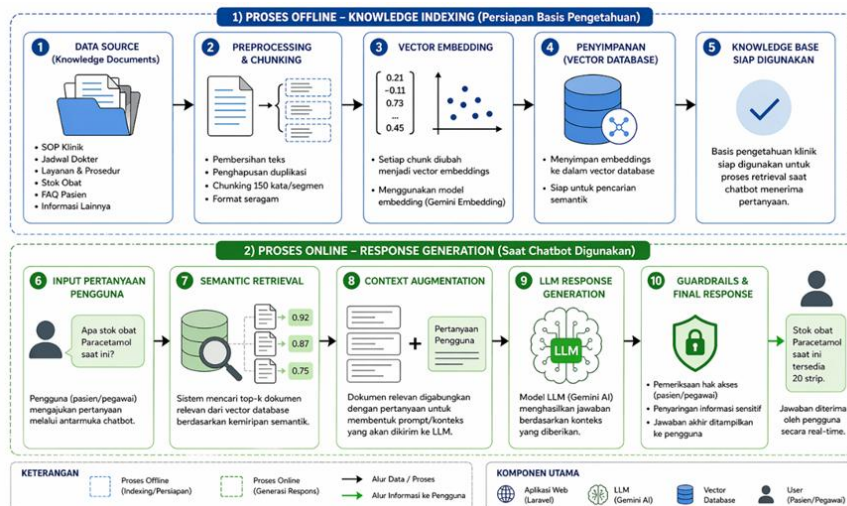 1) PROSES OFFLINE – KNOWLEDGE INDEXING (Persiapan Basis Pengetahuan)
1
DATA SOURCE
(Knowledge Documents)
• SOP Klinik
• Jadwal Dokter
• Layanan & Prosedur
• Stok Obat
• FAQ Pasien
• Informasi Lainnya
2
PREPROCESSING
& CHUNKING
• Pembersihan teks
• Penghapusan duplikasi
• Chunking 150 kata/segmen
• Format seragam
3
VECTOR EMBEDDING
0.21
-0.11
0.73
...
0.45
• Setiap chunk diubah
menjadi vector embeddings
• Menggunakan model
embedding (Gemini Embedding)
4
PENYIMPANAN
(VECTOR DATABASE)
• Menyimpan embeddings
ke dalam vector database
• Siap untuk pencarian
semantik
5
KNOWLEDGE BASE
SIAP DIGUNAKAN
Basis pengetahuan klinik
siap digunakan untuk
proses retrieval saat
chatbot menerima
pertanyaan.
2) PROSES ONLINE – RESPONSE GENERATION (Saat Chatbot Digunakan)
6
INPUT PERTANYAAN
PENGGUNA
Apa stok obat
Paracetamol
saat ini?
Pengguna (pasien/pegawai)
mengajukan pertanyaan
melalui antarmuka chatbot.
7
SEMANTIC RETRIEVAL
0.92
0.87
0.75
Sistem mencari top-k dokumen
relevan dari vector database
berdasarkan kemiripan semantik.
8
CONTEXT AUGMENTATION
+
Pertanyaan
Pengguna
Dokumen relevan digabungkan
dengan pertanyaan untuk
membentuk prompt/konteks
yang akan dikirim ke LLM.
9
LLM RESPONSE
GENERATION
LLM
Model LLM (Gemini AI)
menghasilkan jawaban
berdasarkan konteks
yang diberikan.
10
GUARDRAILS &
FINAL RESPONSE
• Pemeriksaan hak akses
(pasien/pegawai)
• Penyaringan informasi sensitif
• Jawaban akhir ditampilkan
ke pengguna
Stok obat
Paracetamol
saat ini
tersedia
20 strip.
Jawaban diterima
oleh pengguna
secara real-time.
KETERANGAN
Proses Offline
(Indexing/Persiapan)
Proses Online
(Generasi Respons)
Alur Data / Proses
Alur Informasi ke Pengguna
KOMPONEN UTAMA
Aplikasi Web
(Laravel)
LLM
(Gemini AI)
Vector
Database
User
(Pasien/Pegawai)